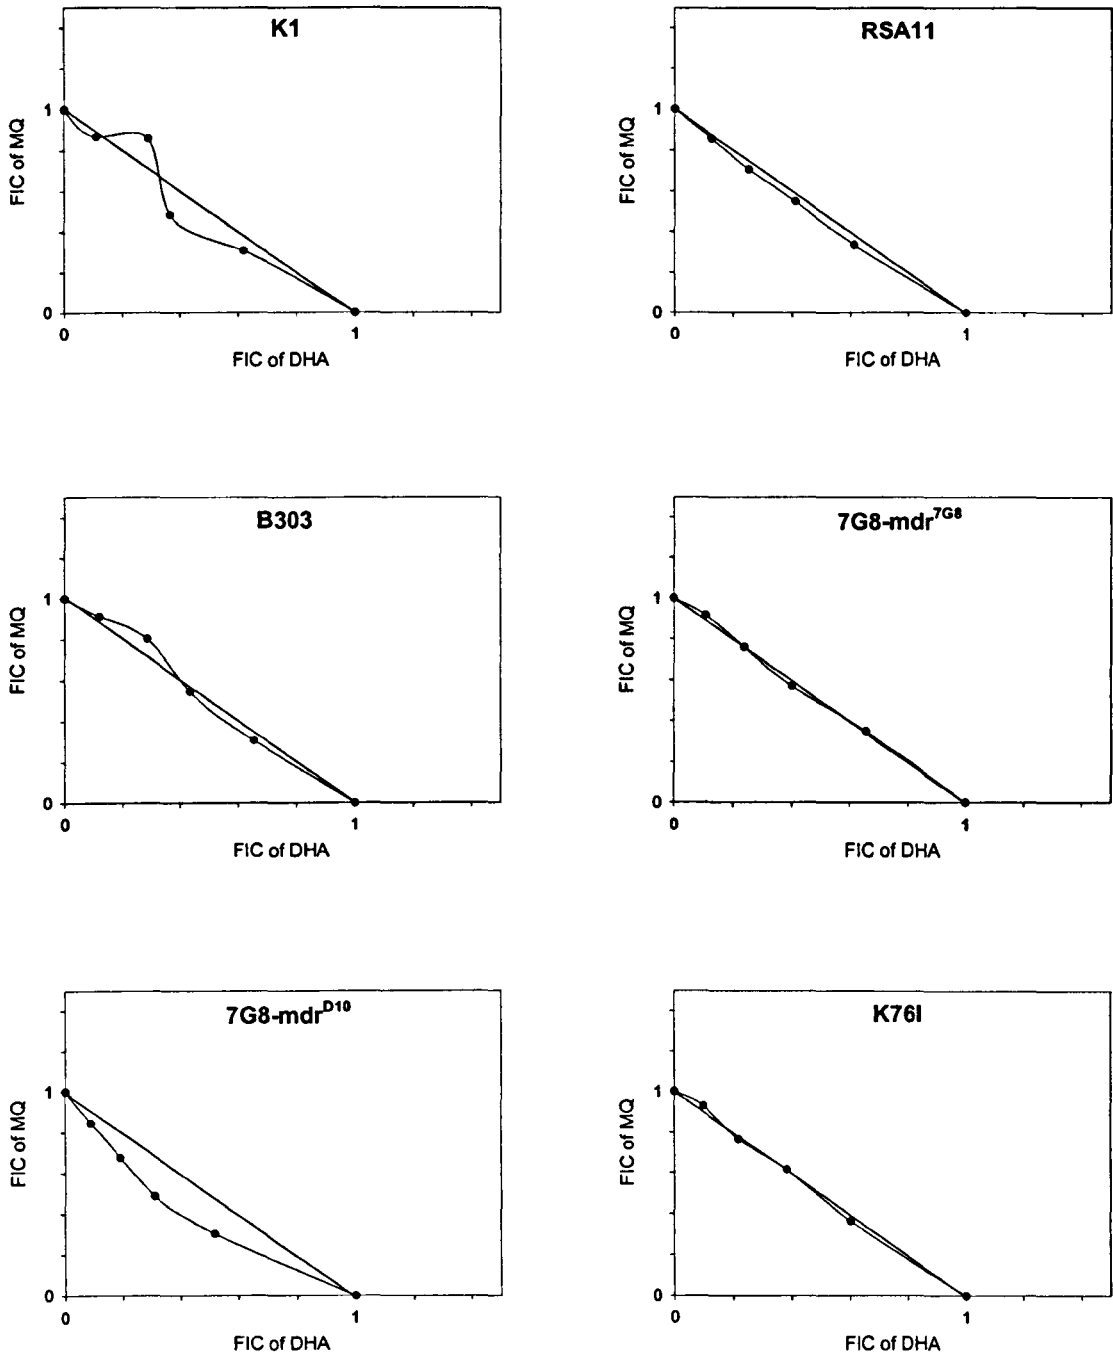 K1
1
FIC of MQ
0
0
1
FIC of DHA
RSA11
1
FIC of MQ
0
0
1
FIC of DHA
B303
1
FIC of MQ
0
0
1
FIC of DHA
7G8-mdr7G8
1
FIC of MQ
0
0
1
FIC of DHA
7G8-mdrD10
1
FIC of MQ
0
0
1
FIC of DHA
K76I
1
FIC of MQ
0
0
1
FIC of DHA